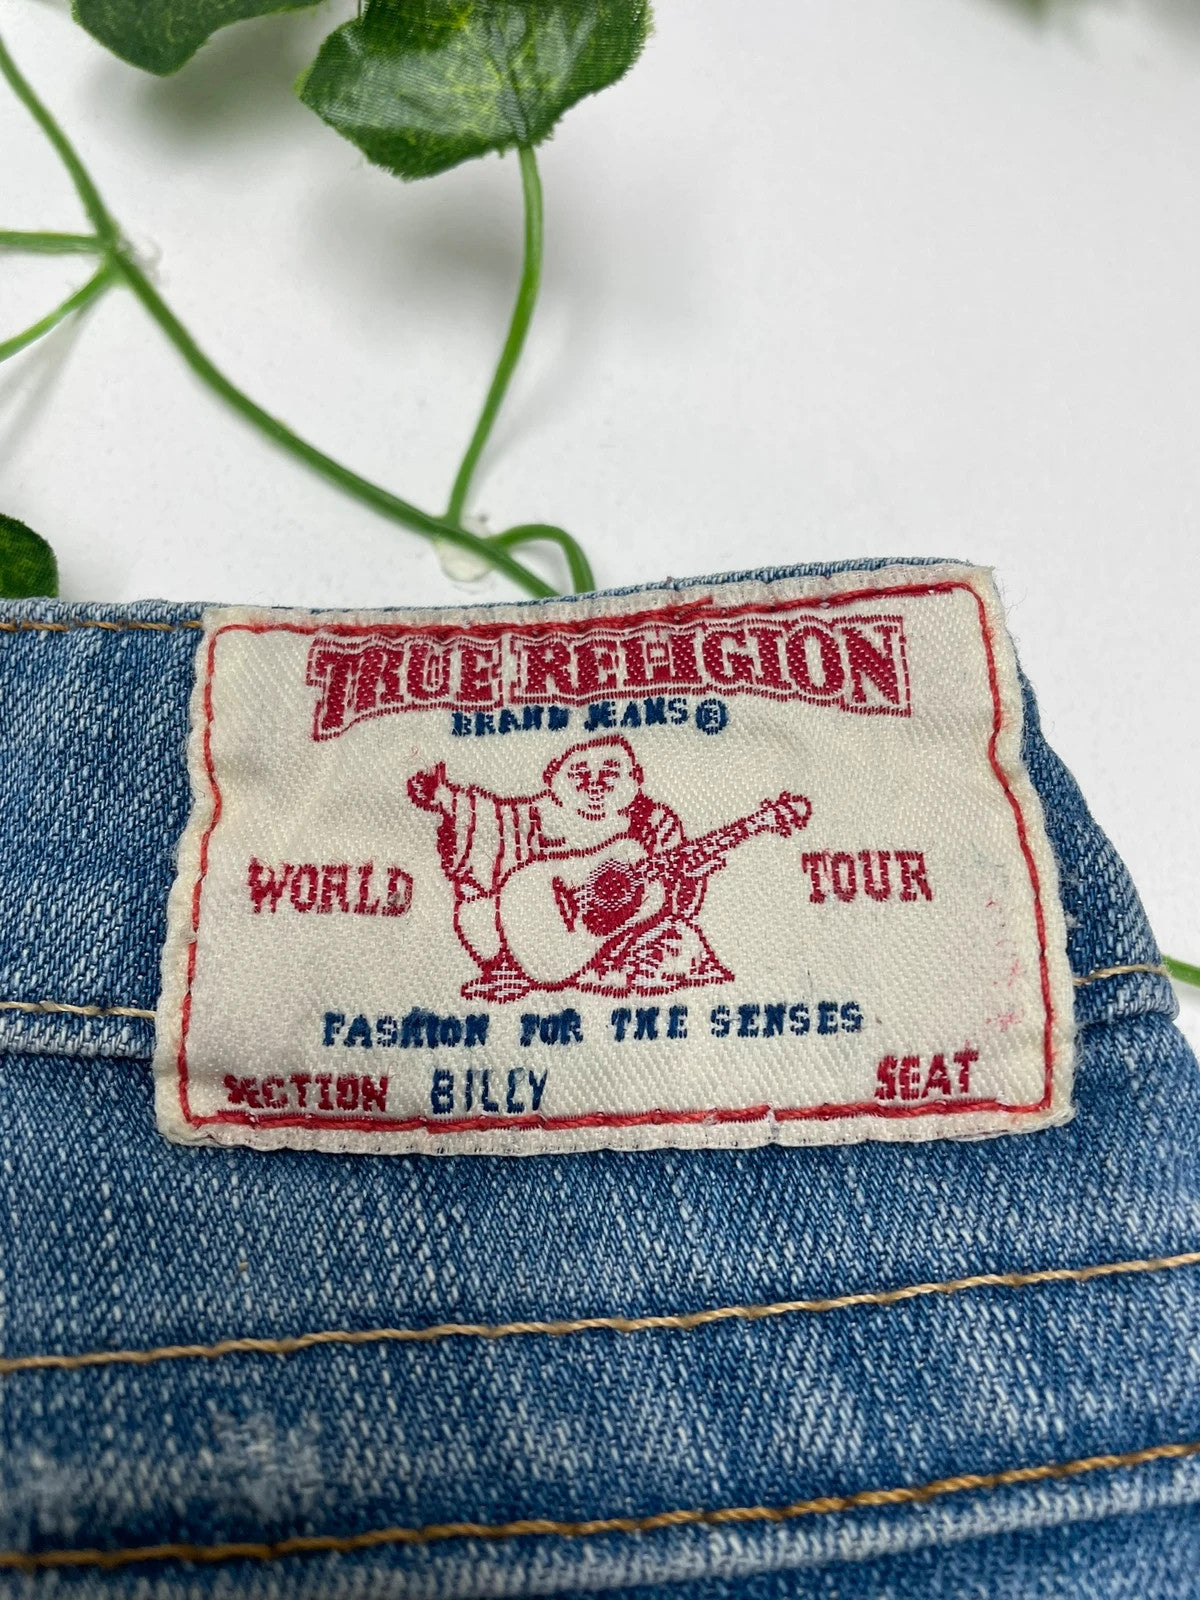 TRUE RELIGION
BRAND JEANS®
WORLD TOUR
FASHION FOR THE SENSES
SECTION BILLY SEAT